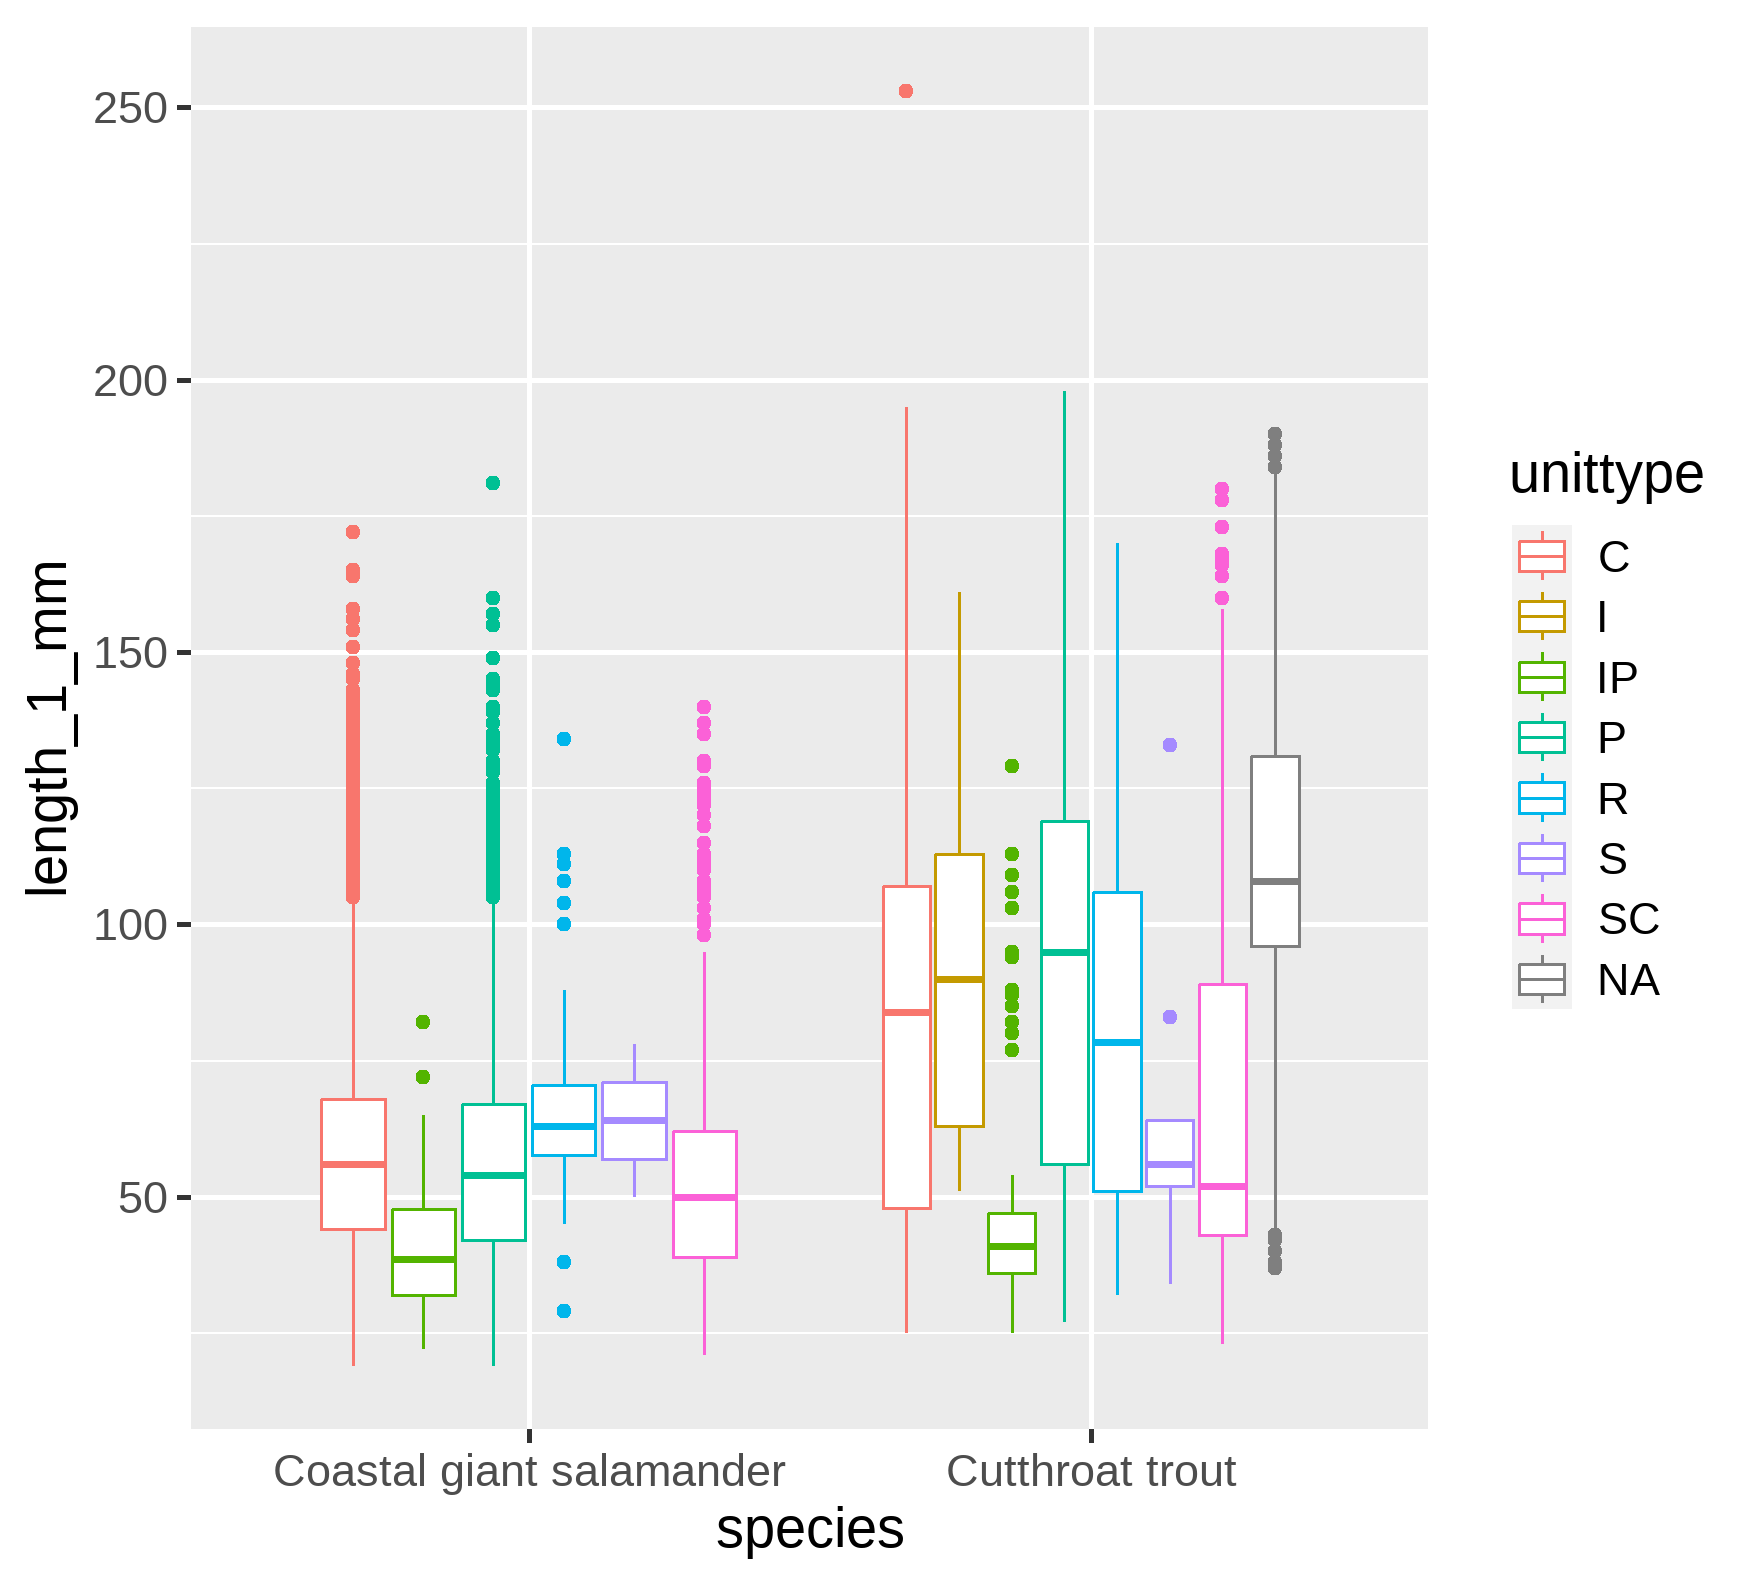 250
200
150
100
50
length_1_mm
Coastal giant salamander
Cutthroat trout
species
unittype
C
I
IP
P
R
S
SC
NA